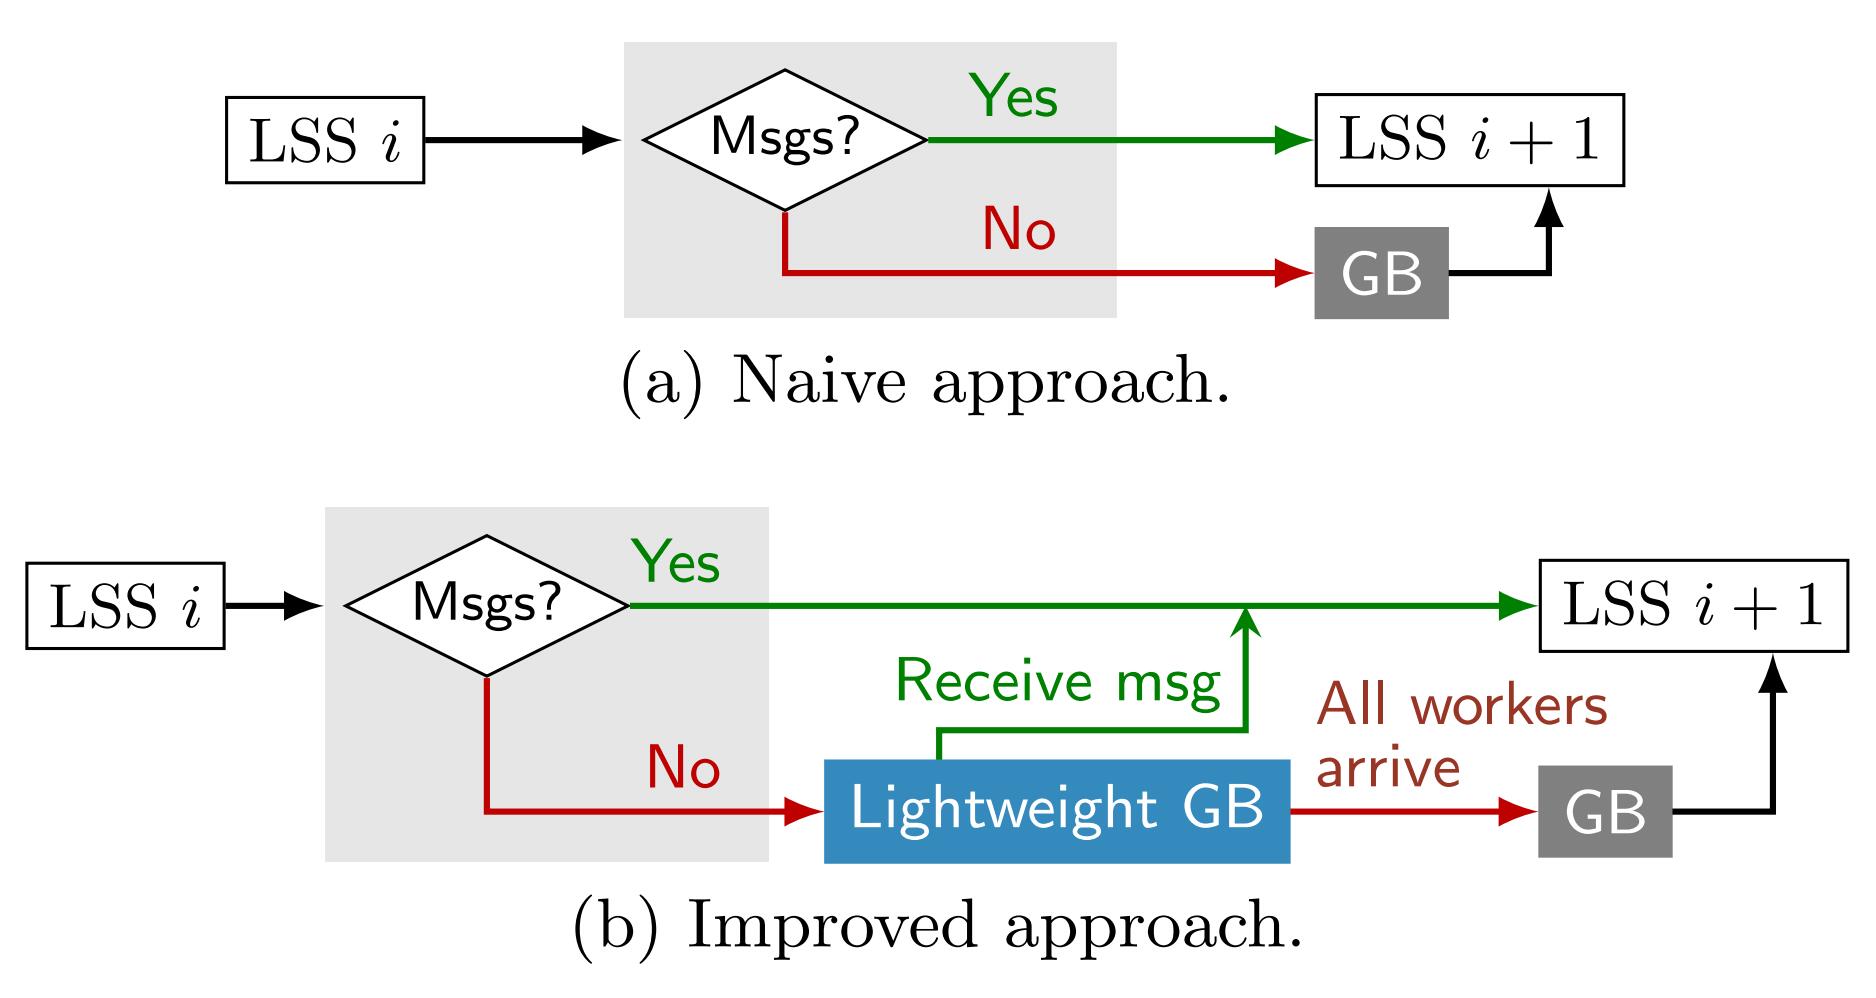 LSS i
Msgs?
Yes
No
LSS i + 1
GB
(a) Naive approach.
LSS i
Msgs?
Yes
No
Receive msg
Lightweight GB
All workers
arrive
GB
LSS i + 1
(b) Improved approach.